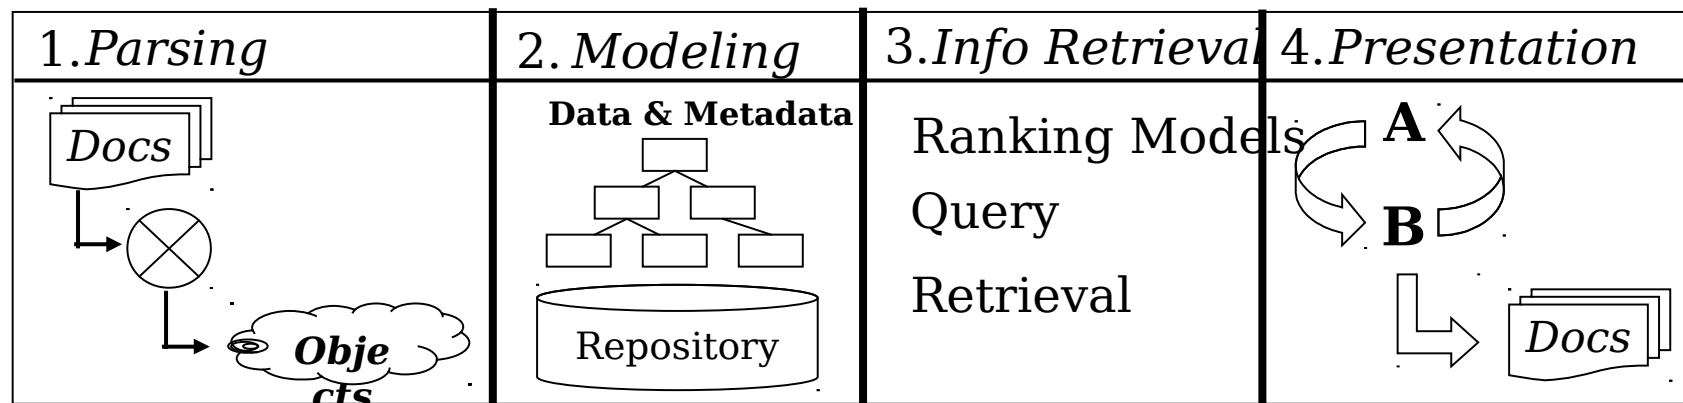 1.Parsing
2. Modeling
3.Info Retrieval
4.Presentation
Docs
Obje
cts
Data & Metadata
Repository
Ranking Models
Query
Retrieval
A
B
Docs